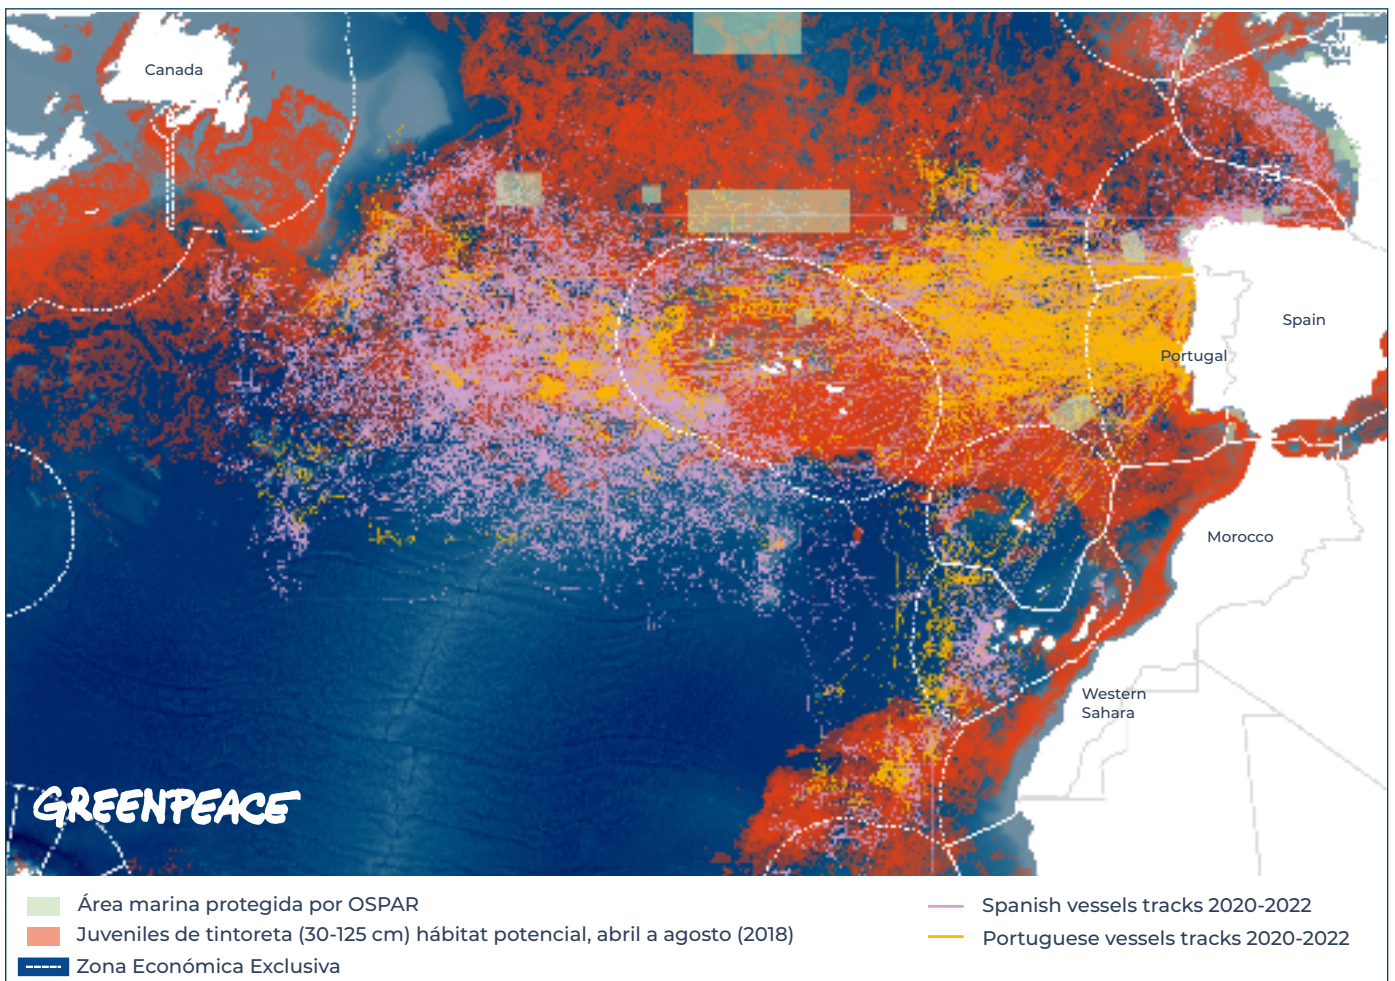 Canada
Spain
Portugal
Morocco
Western
Sahara
GREENPEACE
Área marina protegida por OSPAR
Juveniles de tintoreta (30-125 cm) hábitat potencial, abril a agosto (2018)
Zona Económica Exclusiva
Spanish vessels tracks 2020-2022
Portuguese vessels tracks 2020-2022